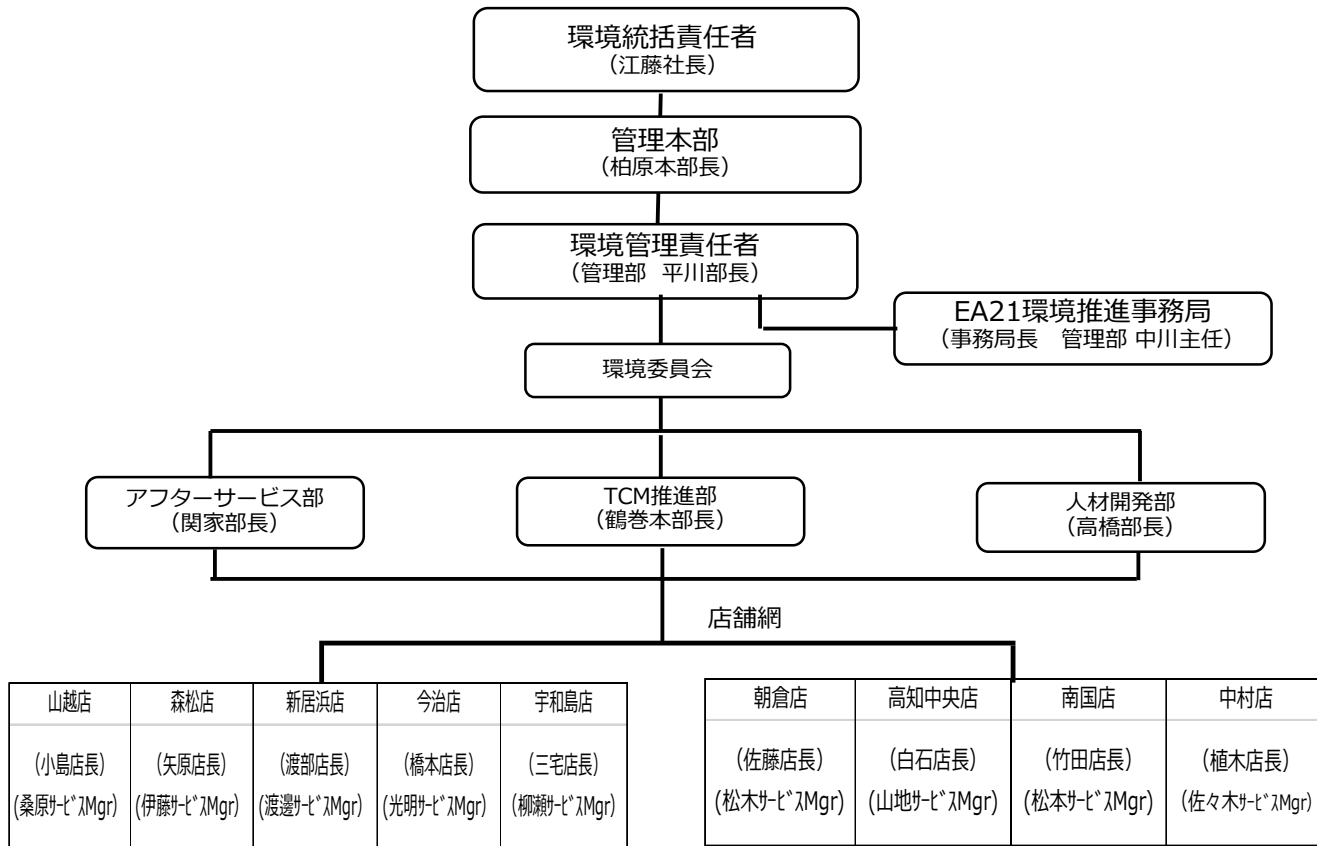 環境統括責任者
（江藤社長）
管理本部
（柏原本部長）
環境管理責任者
（管理部 平川部長）
EA21環境推進事務局
（事務局長　管理部 中川主任）
環境委員会
アフターサービス部
（関家部長）
TCM推進部
（鶴巻本部長）
人材開発部
（高橋部長）
店舗網
山越店 森松店 新居浜店 今治店 宇和島店
(小島店長) (矢原店長) (渡部店長) (橋本店長) (三宅店長)
(桑原ｻｰﾋﾞｽMgr) (伊藤ｻｰﾋﾞｽMgr) (渡邊ｻｰﾋﾞｽMgr) (光明ｻｰﾋﾞｽMgr) (柳瀬ｻｰﾋﾞｽMgr)
朝倉店 高知中央店 南国店 中村店
(佐藤店長) (白石店長) (竹田店長) (植木店長)
(松木ｻｰﾋﾞｽMgr) (山地ｻｰﾋﾞｽMgr) (松本ｻｰﾋﾞｽMgr) (佐々木ｻｰﾋﾞｽMgr)